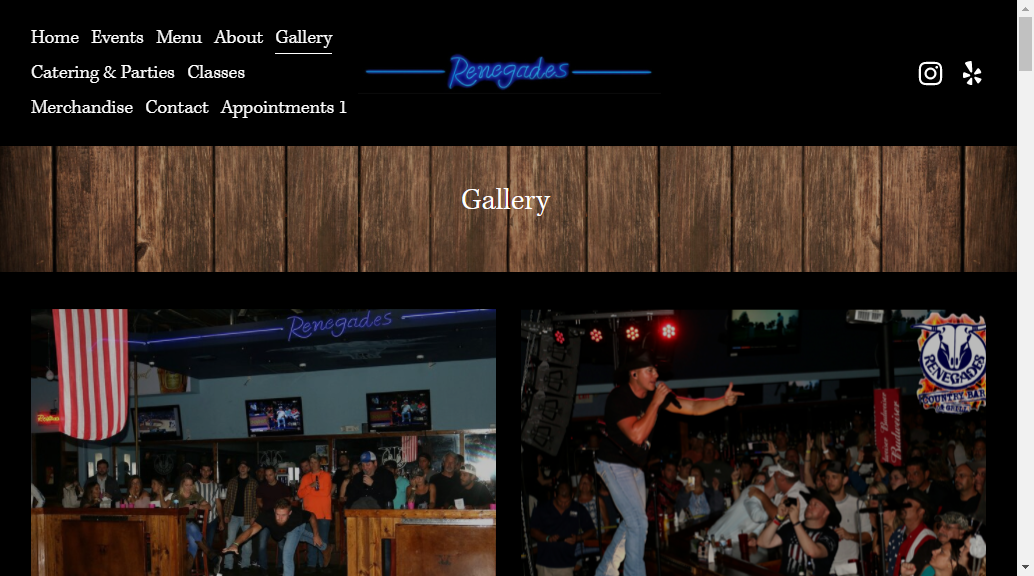 Home Events Menu About Gallery
Catering & Parties Classes
Merchandise Contact Appointments 1
Renegades
Gallery
Renegades
RENEGADES
COUNTRY BAR
& GRILL
Budweiser